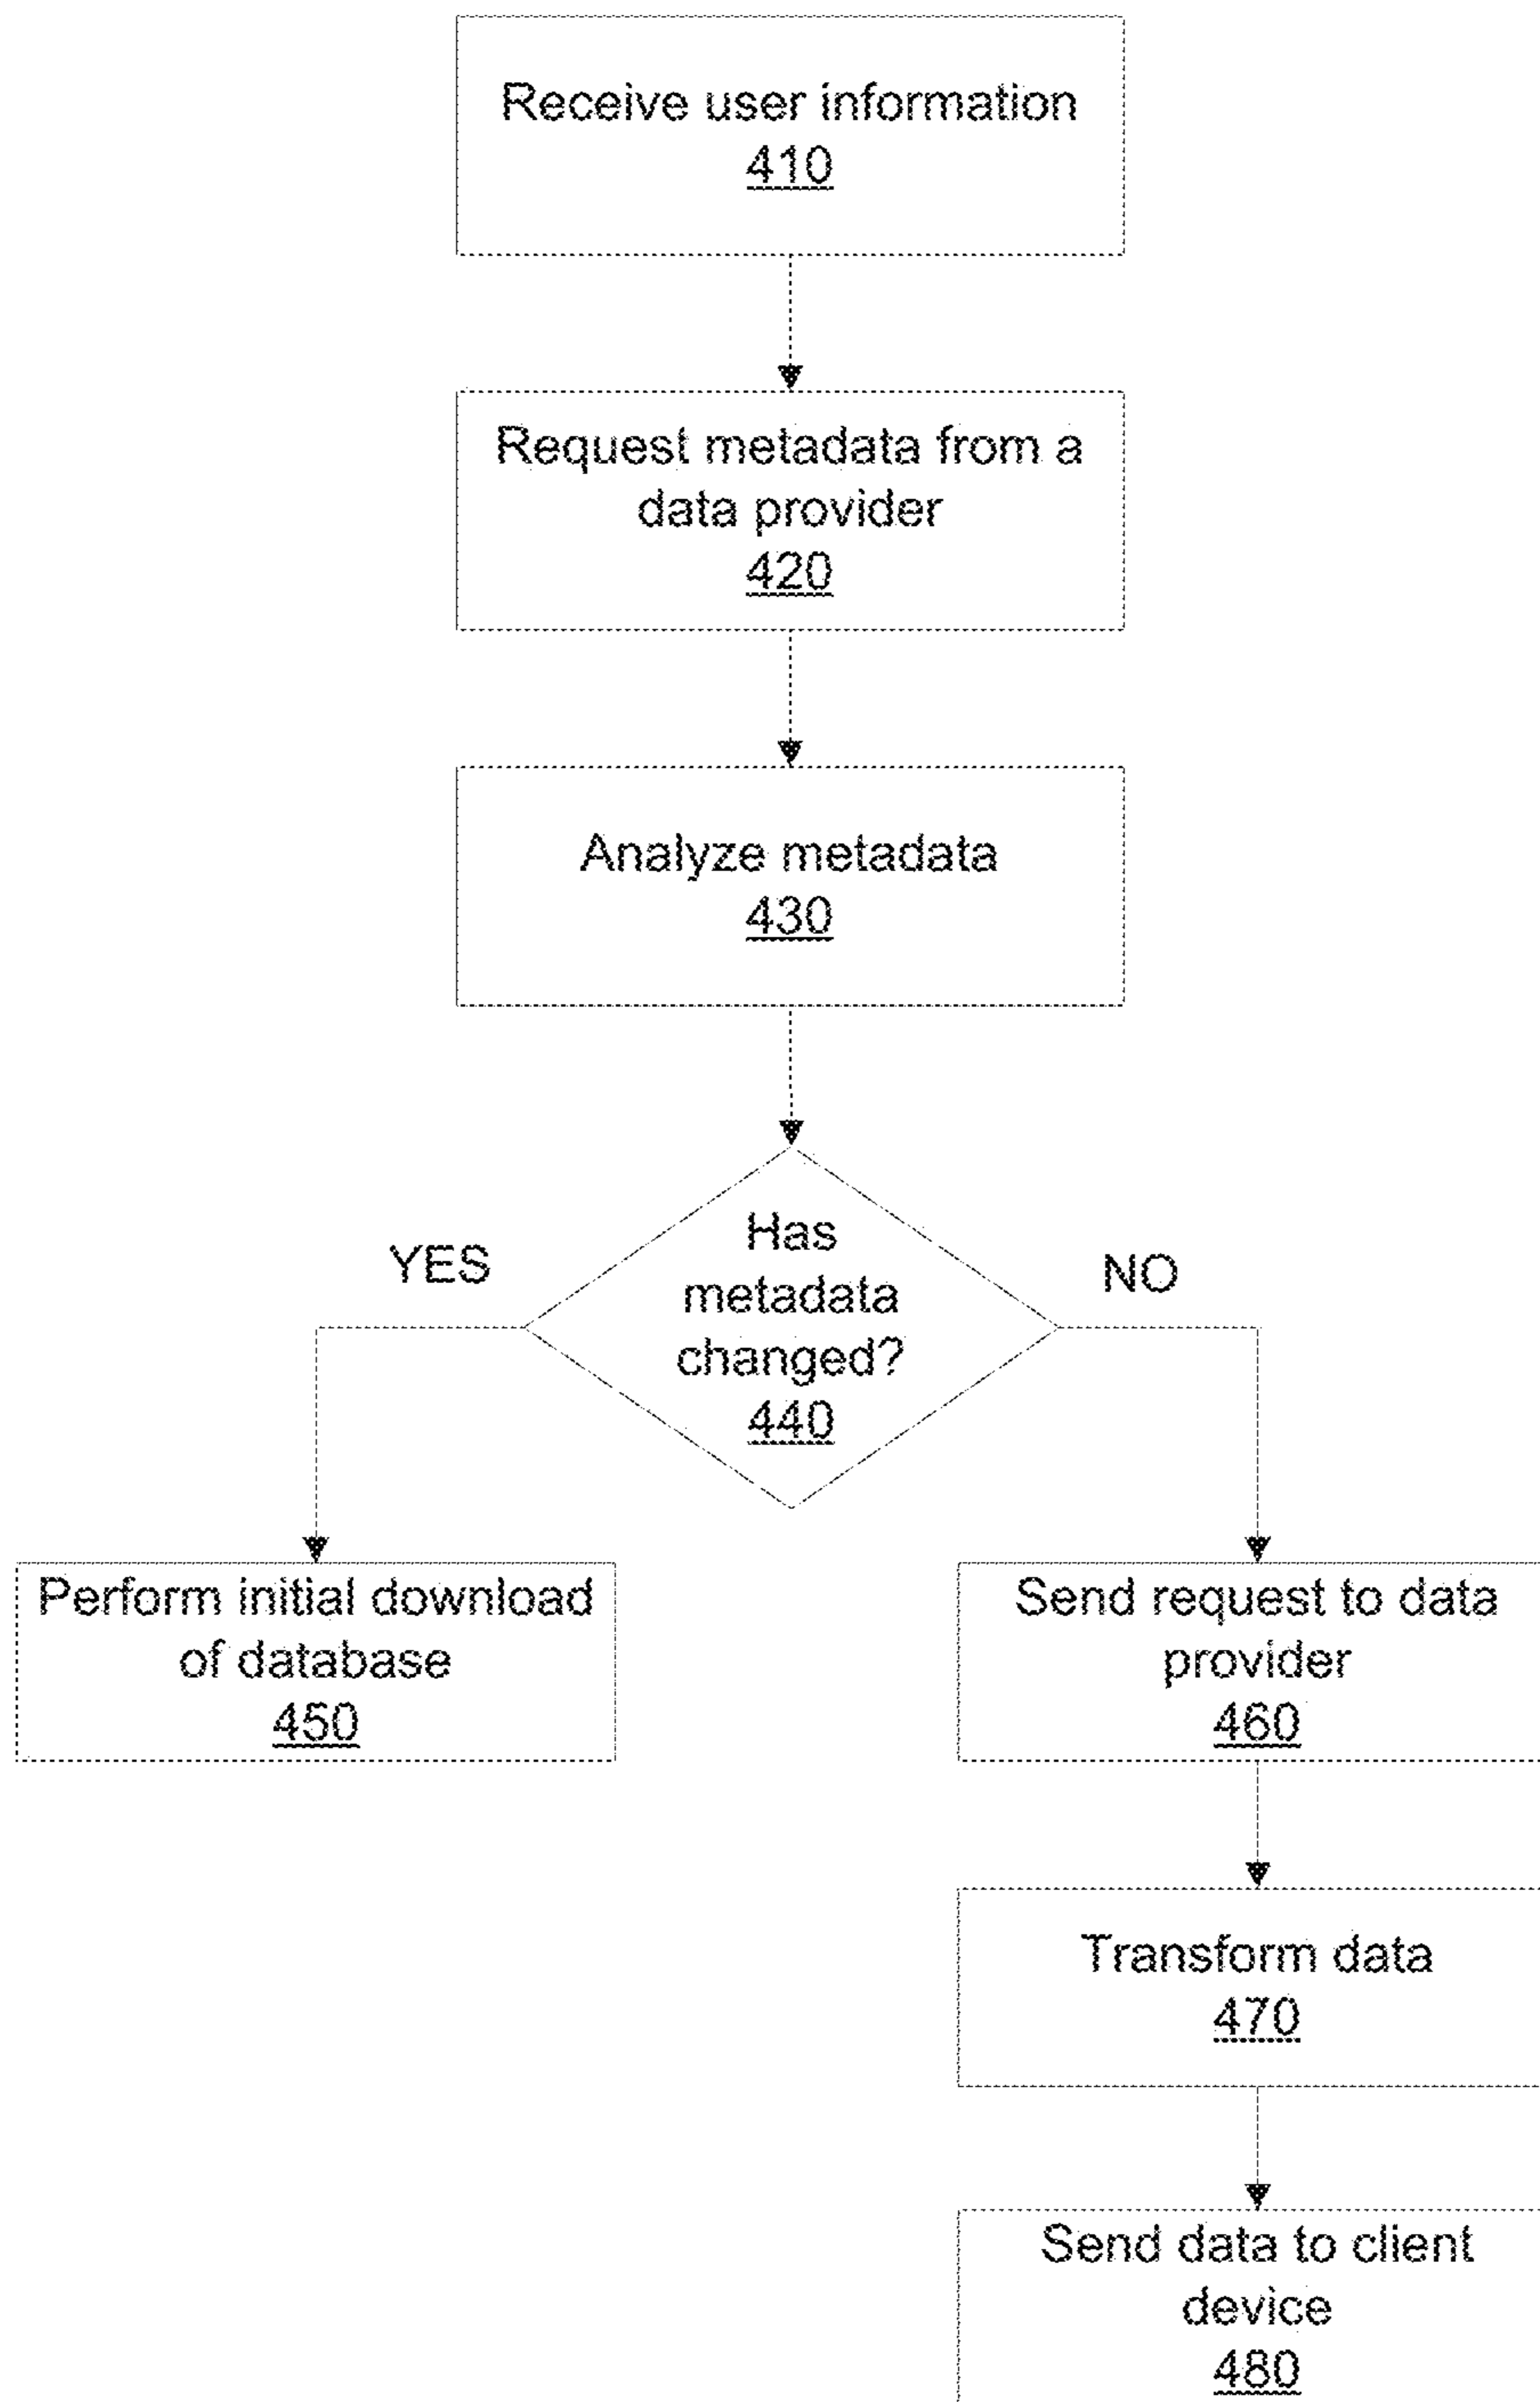 Receive user information
410
Request metadata from a
data provider
420
Analyze metadata
430
Has
metadata
changed?
440
YES
NO
Perform initial download
of database
450
Send request to data
provider
460
Transform data
470
Send data to client
device
480